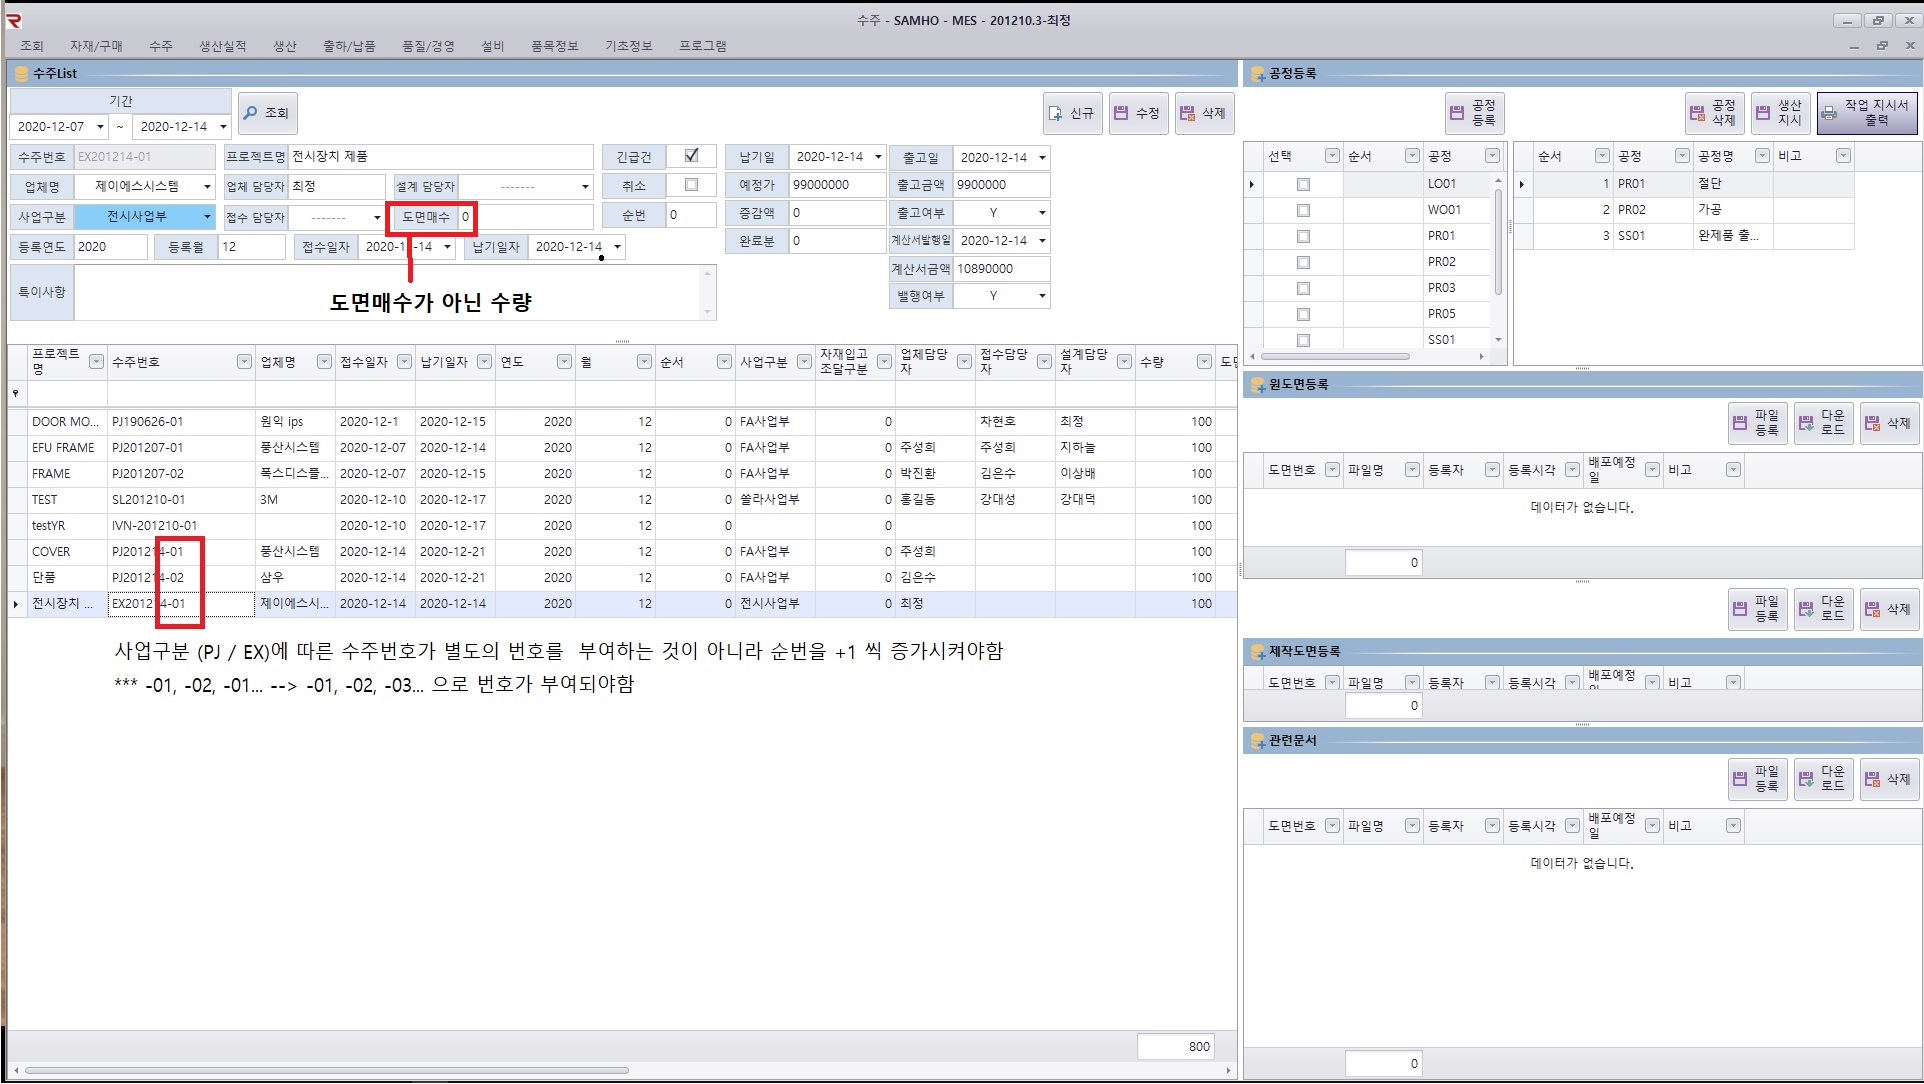 수주 - SAMHO - MES - 201210.3-최정
조회 자재/구매 수주 생산실적 생산 출하/납품 품질/경영 설비 품목정보 기초정보 프로그램
수주List
기간
2020-12-07 ~ 2020-12-14 조회 신규 수정 삭제
수주번호 EX201214-01 프로젝트명 전시장치 제품 긴급건 납기일 2020-12-14 출고일 2020-12-14
업체명 제이에스시스템 업체 담당자 최정 설계 담당자 ------- 취소 예정가 99000000 출고금액 9900000
사업구분 전시사업부 접수 담당자 ------- 도면매수 0 순번 0 증감액 0 출고여부 Y
등록연도 2020 등록월 12 접수일자 2020-12-14 납기일자 2020-12-14 완료분 0 계산서발행일 2020-12-14
계산서금액 10890000
특이사항 밸행여부 Y
도면매수가 아닌 수량
프로젝트명 수주번호 업체명 접수일자 납기일자 연도 월 순서 사업구분 자재입고조달구분 업체담당자 접수담당자 설계담당자 수량
DOOR MO... PJ190626-01 원익 ips 2020-12-1 2020-12-15 2020 12 0 FA사업부 0 차현호 최정 100
EFU FRAME PJ201207-01 풍산시스템 2020-12-07 2020-12-14 2020 12 0 FA사업부 0 주성희 주성희 지하늘 100
FRAME PJ201207-02 폭스디스플... 2020-12-07 2020-12-15 2020 12 0 FA사업부 0 박진환 김은수 이상배 100
TEST SL201210-01 3M 2020-12-10 2020-12-17 2020 12 0 쏠라사업부 0 홍길동 강대성 강대덕 100
testYR IVN-201210-01 2020-12-10 2020-12-17 2020 12 0 0 100
COVER PJ201214-01 풍산시스템 2020-12-14 2020-12-21 2020 12 0 FA사업부 0 주성희 100
단품 PJ201214-02 삼우 2020-12-14 2020-12-21 2020 12 0 FA사업부 0 김은수 100
전시장치 ... EX201214-01 제이에스시... 2020-12-14 2020-12-14 2020 12 0 전시사업부 0 최정 100
사업구분 (PJ / EX)에 따른 수주번호가 별도의 번호를 부여하는 것이 아니라 순번을 +1 씩 증가시켜야함
*** -01, -02, -01... --> -01, -02, -03... 으로 번호가 부여되야함
800
공정등록
공정 등록 공정 삭제 생산 지시 작업 지시서 출력
선택 순서 공정
LO01
WO01
PR01
PR02
PR03
PR05
SS01
순서 공정 공정명 비고
1 PR01 절단
2 PR02 가공
3 SS01 완제품 출...
원도면등록
파일 등록 다운 로드 삭제
도면번호 파일명 등록자 등록시각 배포예정일 비고
데이터가 없습니다.
0
파일 등록 다운 로드 삭제
제작도면등록
도면번호 파일명 등록자 등록시각 배포예정일 비고
0
관련문서
파일 등록 다운 로드 삭제
도면번호 파일명 등록자 등록시각 배포예정일 비고
데이터가 없습니다.
0